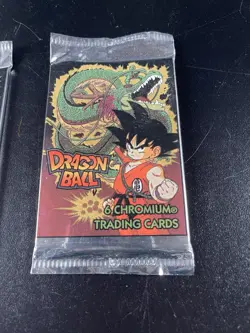 DRAGON
BALL
6 CHROMIUM®
TRADING CARDS